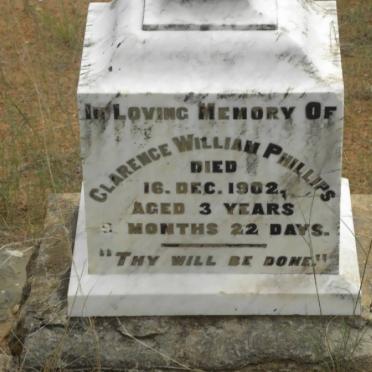 IN LOVING MEMORY OF
CLARENCE WILLIAM PHILLIPS
DIED
16. DEC. 1902,
AGED 3 YEARS
MONTHS 22 DAYS.
"THY WILL BE DONE."